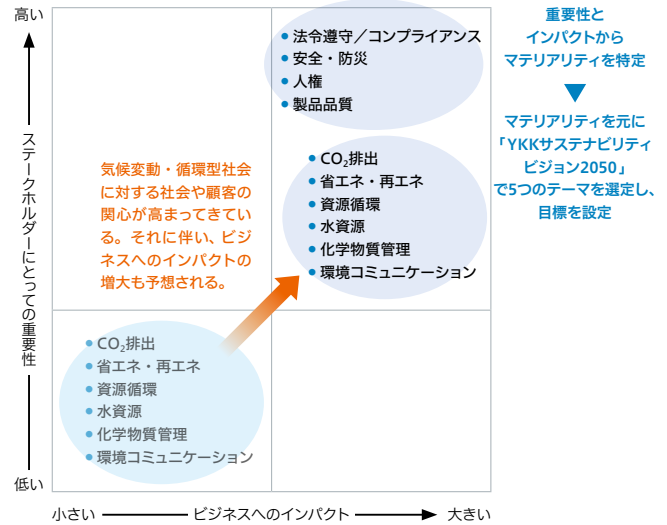 高い
● 法令遵守／コンプライアンス
● 安全・防災
● 人権
● 製品品質
重要性と
インパクトから
マテリアリティを特定
マテリアリティを元に
「YKKサステナビリティ
ビジョン2050」
で5つのテーマを選定し、
目標を設定
気候変動・循環型社会
に対する社会や顧客の
関心が高まってきてい
る。それに伴い、ビジ
ネスへのインパクトの
増大も予想される。
● CO₂排出
● 省エネ・再エネ
● 資源循環
● 水資源
● 化学物質管理
● 環境コミュニケーション
ステークホルダーにとっての重要性
● CO₂排出
● 省エネ・再エネ
● 資源循環
● 水資源
● 化学物質管理
● 環境コミュニケーション
低い
小さい ビジネスへのインパクト 大きい